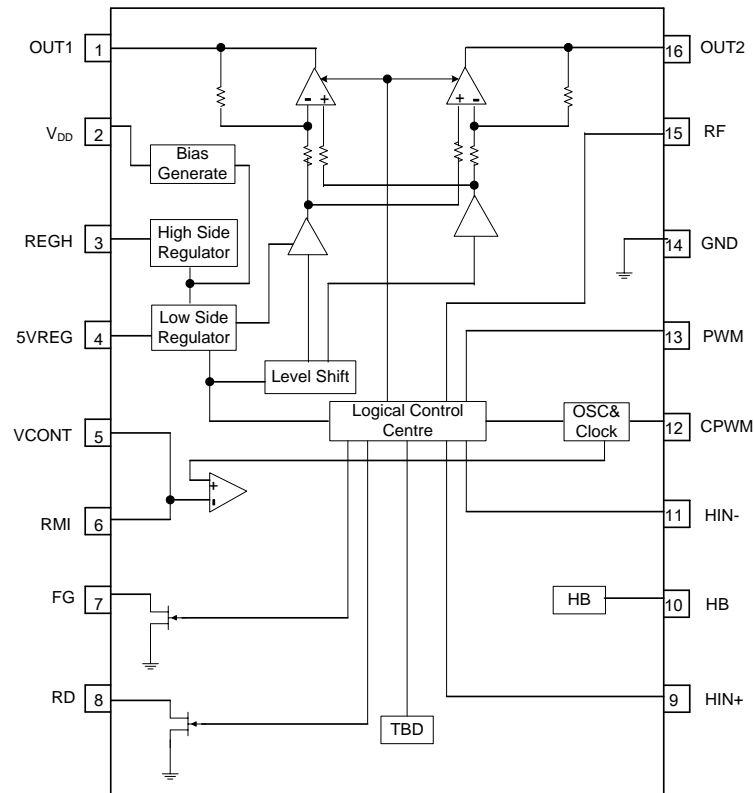 OUT1
1
16
OUT2
VDD
2
Bias
Generate
15
RF
REGH
3
High Side
Regulator
14
GND
5VREG
4
Low Side
Regulator
13
PWM
Level Shift
VCONT
5
Logical Control
Centre
OSC&
Clock
12
CPWM
RMI
6
11
HIN-
FG
7
HB
10
HB
RD
8
TBD
9
HIN+
- +
+ -
+
-